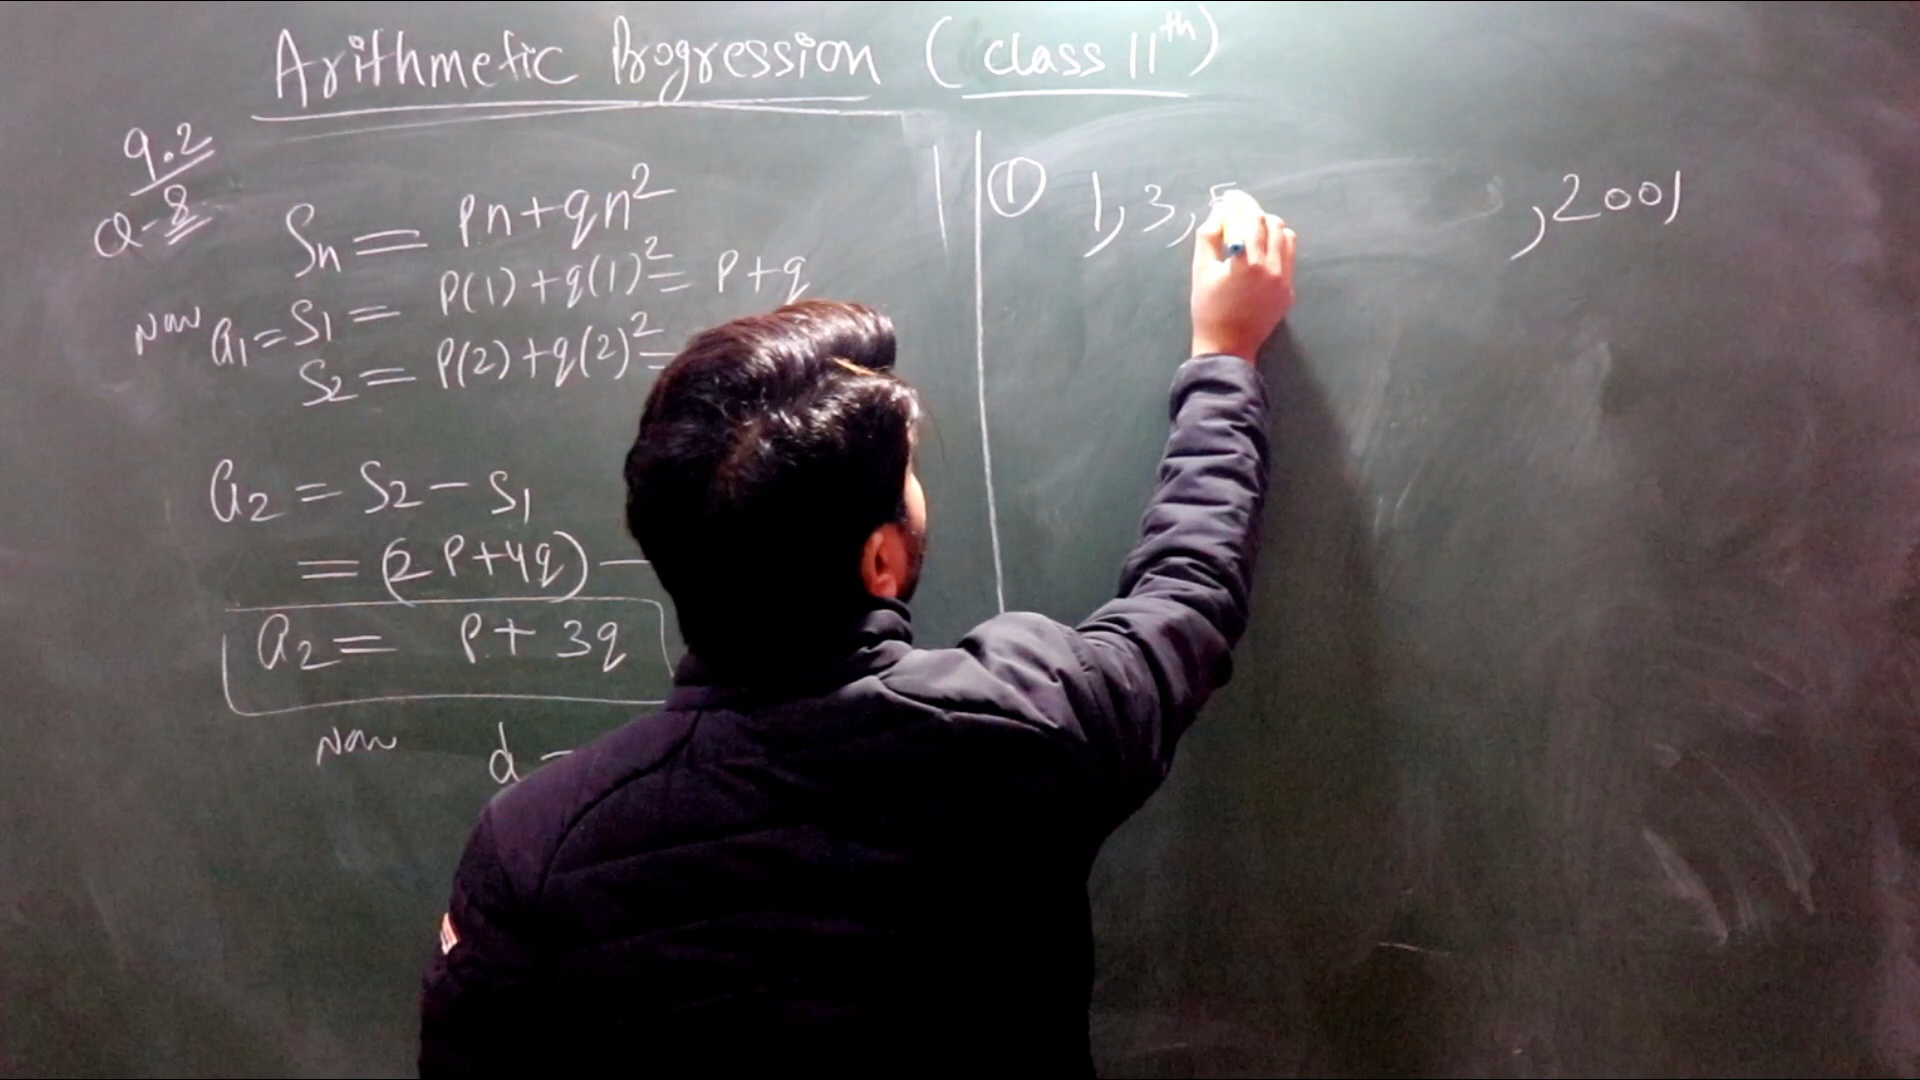 Arithmetic Progression (class 11th)
9.2
Q-8
Sn = Pn+qn²
Now a₁=S₁ = P(1)+q(1)²= P+q
S₂ = P(2)+q(2)²=
a₂ = S₂ - S₁
= (2P+4q) -
a₂ = P+ 3q
Now d =
① 1, 3, 5 , 2001